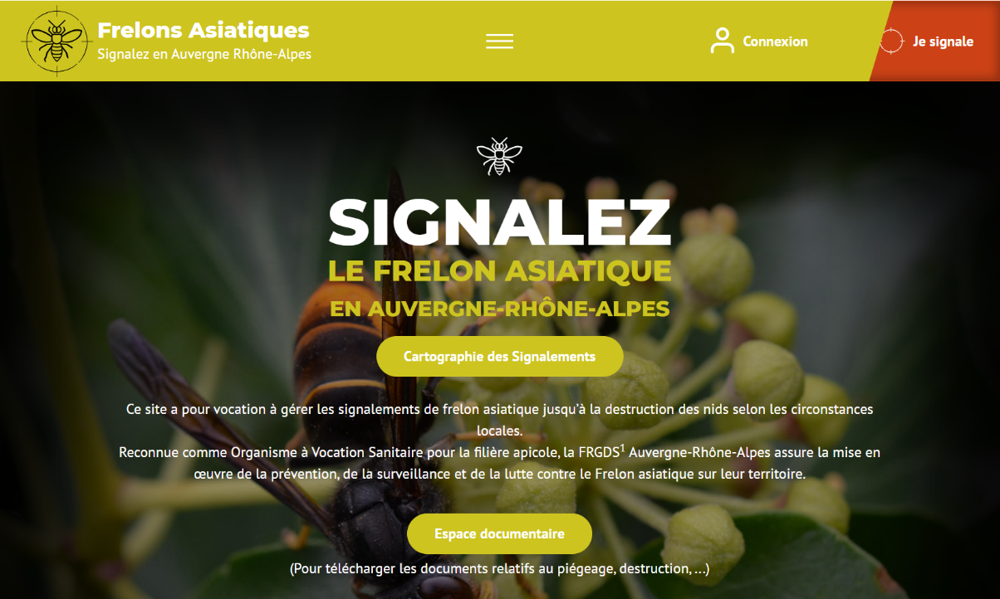 Frelons Asiatiques
Signalez en Auvergne Rhône-Alpes
Connexion
Je signale
SIGNALEZ
LE FRELON ASIATIQUE
EN AUVERGNE-RHÔNE-ALPES
Cartographie des Signalements
Ce site a pour vocation à gérer les signalements de frelon asiatique jusqu'à la destruction des nids selon les circonstances
locales.
Reconnue comme Organisme à Vocation Sanitaire pour la filière apicole, la FRGDS¹ Auvergne-Rhône-Alpes assure la mise en
œuvre de la prévention, de la surveillance et de la lutte contre le Frelon asiatique sur leur territoire.
Espace documentaire
(Pour télécharger les documents relatifs au piégeage, destruction, ...)